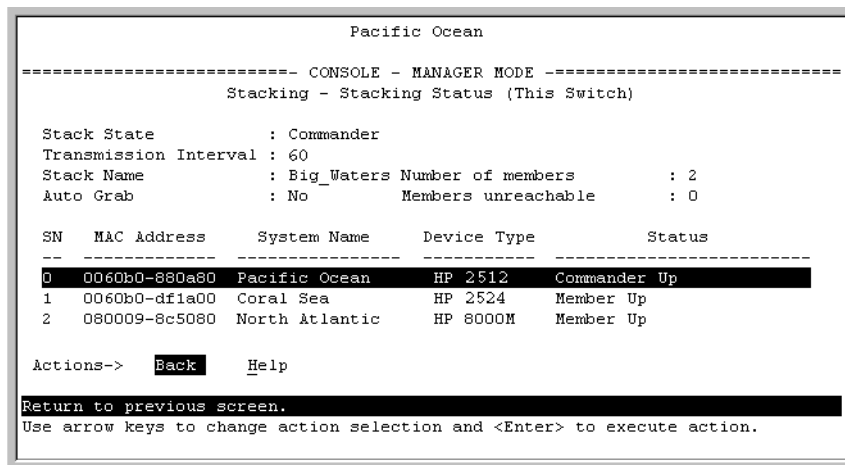 Pacific Ocean
===========================- CONSOLE - MANAGER MODE -============================
Stacking - Stacking Status (This Switch)
Stack State : Commander
Transmission Interval : 60
Stack Name : Big_Waters Number of members : 2
Auto Grab : No Members unreachable : 0
SN MAC Address System Name Device Type Status
-- ------------- ---------------- ----------- -------------------------
0 0060b0-880a80 Pacific Ocean HP 2512 Commander Up
1 0060b0-df1a00 Coral Sea HP 2524 Member Up
2 080009-8c5080 North Atlantic HP 8000M Member Up
Actions-> Back Help
Return to previous screen.
Use arrow keys to change action selection and <Enter> to execute action.